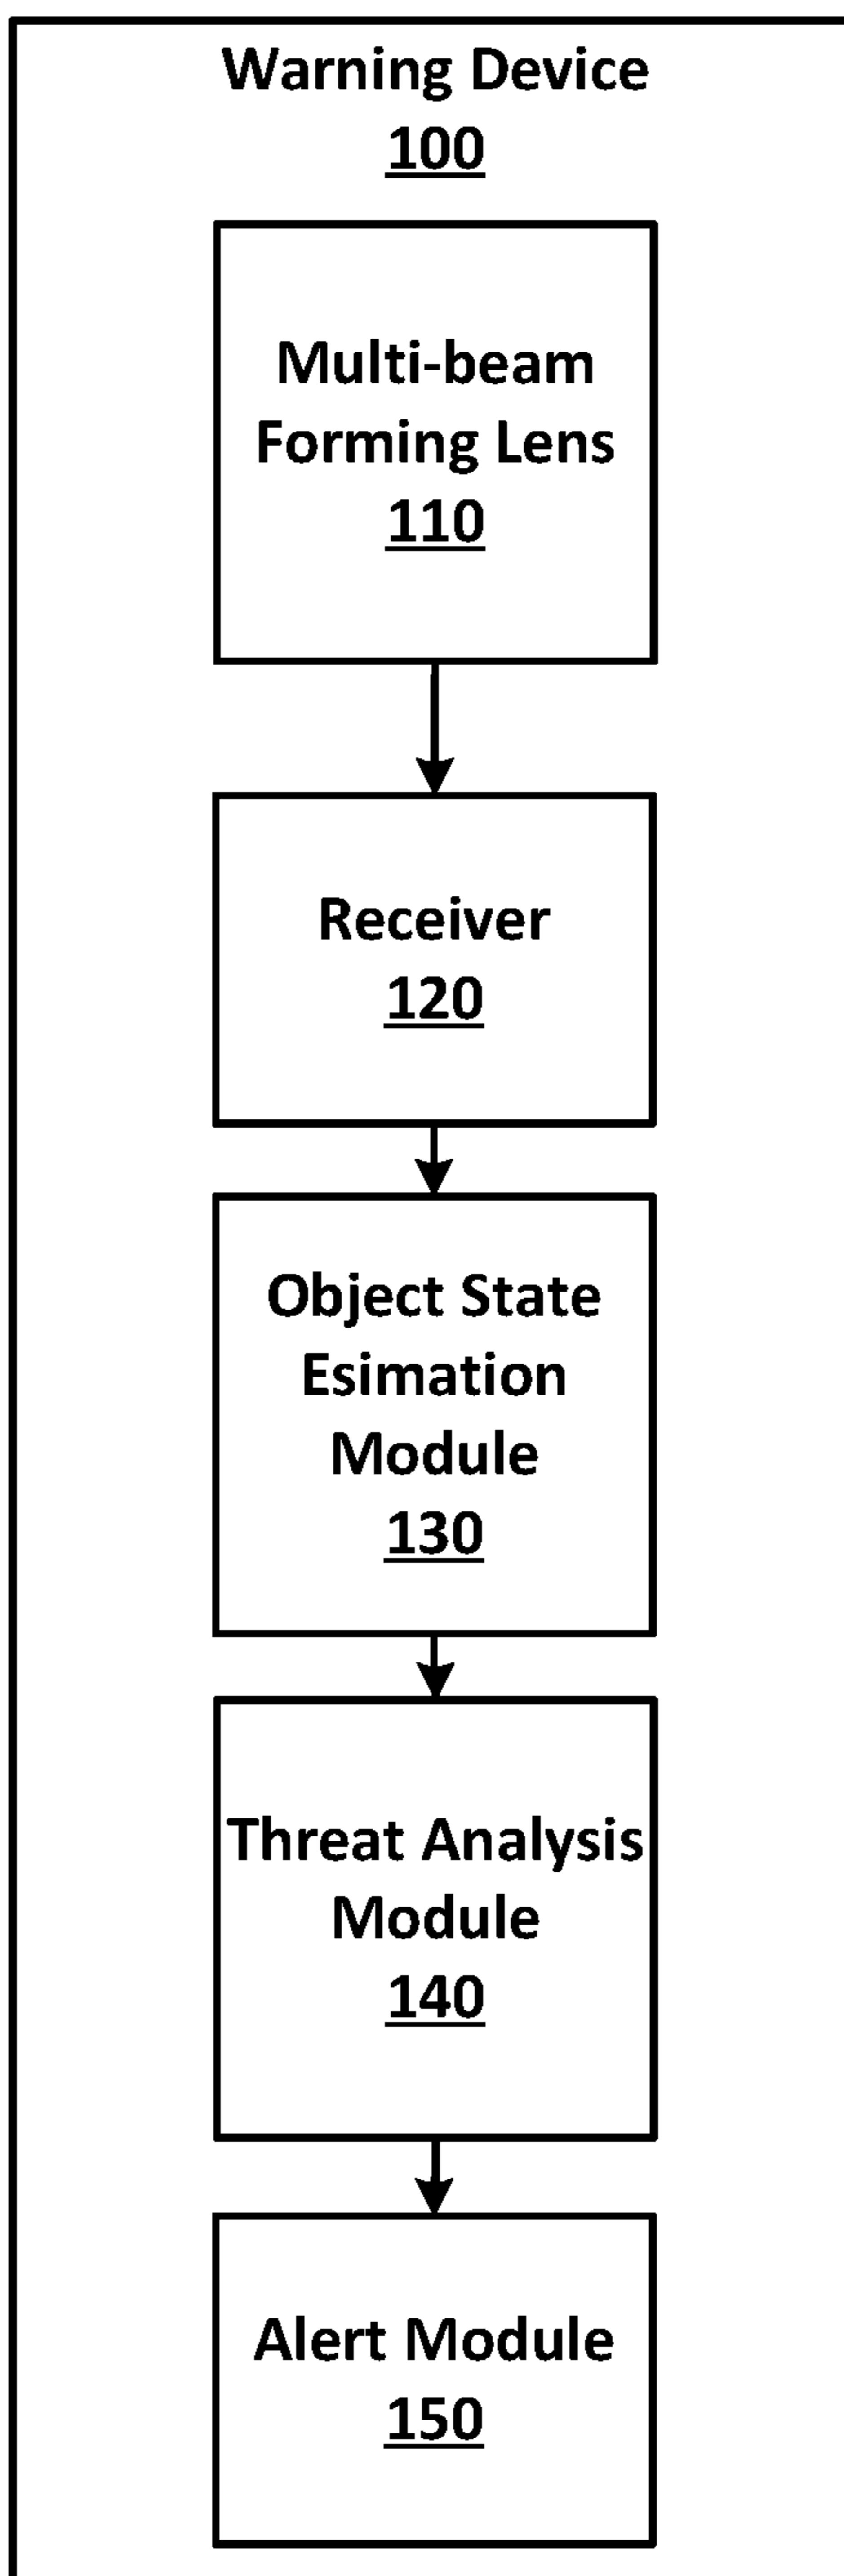 Warning Device
100
Multi-beam
Forming Lens
110
Receiver
120
Object State
Esimation
Module
130
Threat Analysis
Module
140
Alert Module
150